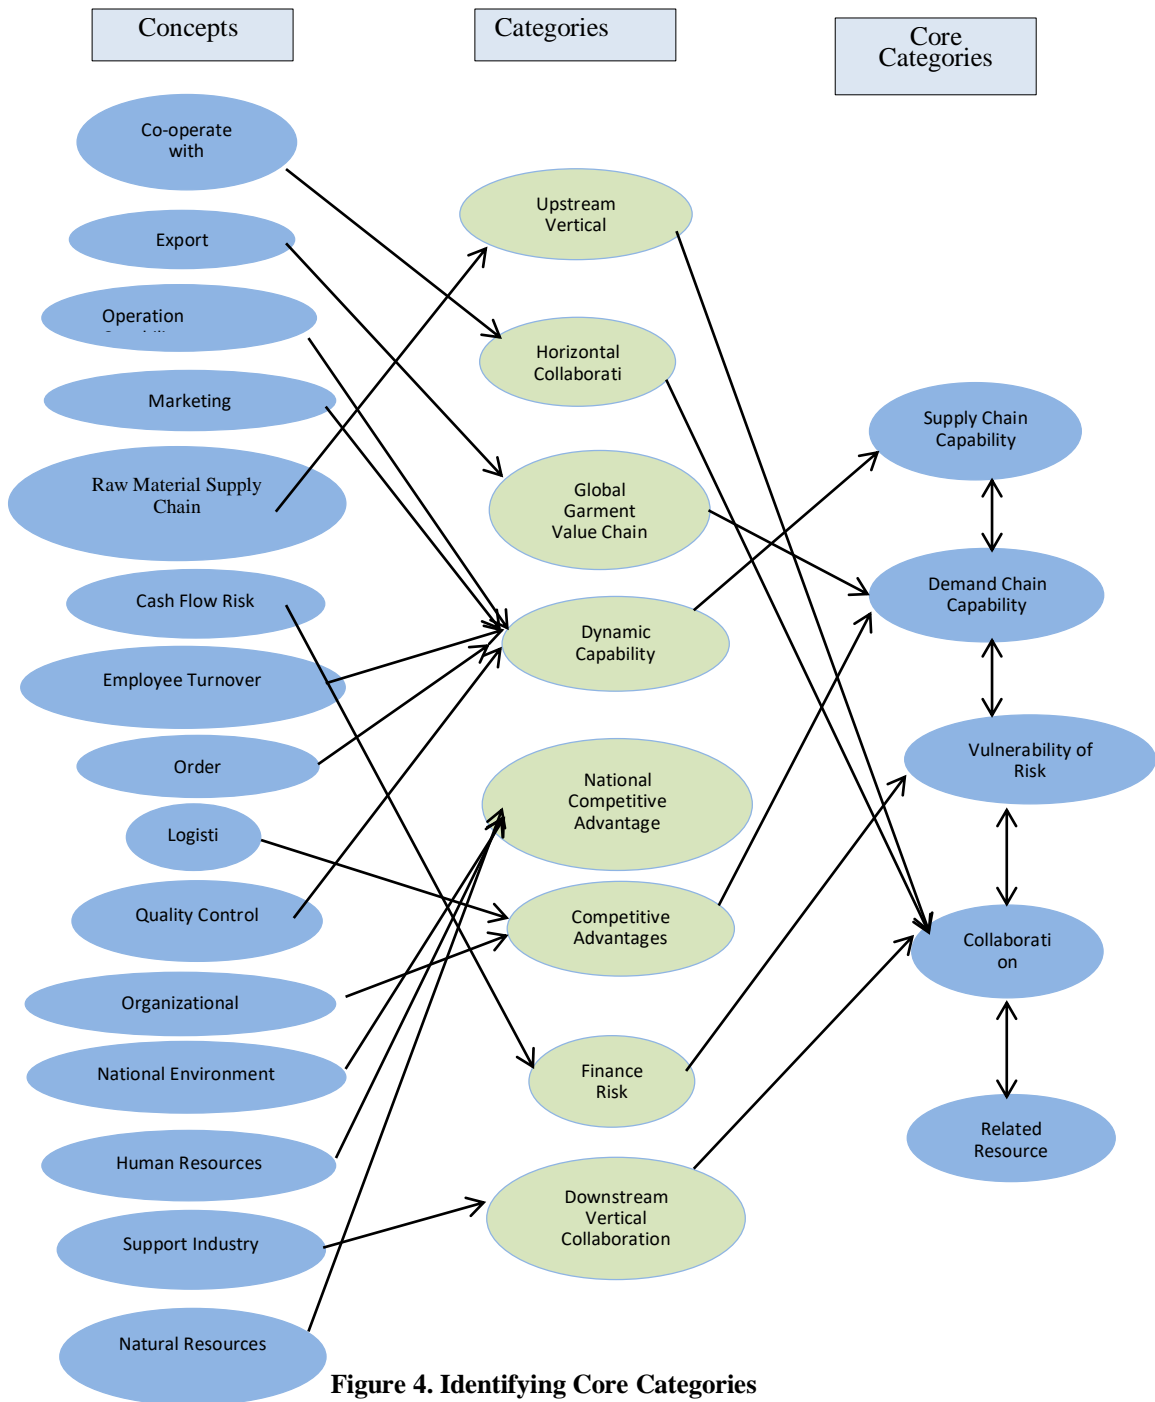 Concepts
Categories
Core
Categories
Co-operate
with
Export
Operation
Marketing
Raw Material Supply
Chain
Cash Flow Risk
Employee Turnover
Order
Logisti
Quality Control
Organizational
National Environment
Human Resources
Support Industry
Natural Resources
Upstream
Vertical
Horizontal
Collaborati
Global
Garment
Value Chain
Dynamic
Capability
National
Competitive
Advantage
Competitive
Advantages
Finance
Risk
Downstream
Vertical
Collaboration
Supply Chain
Capability
Demand Chain
Capability
Vulnerability of
Risk
Collaborati
on
Related
Resource
Figure 4. Identifying Core Categories